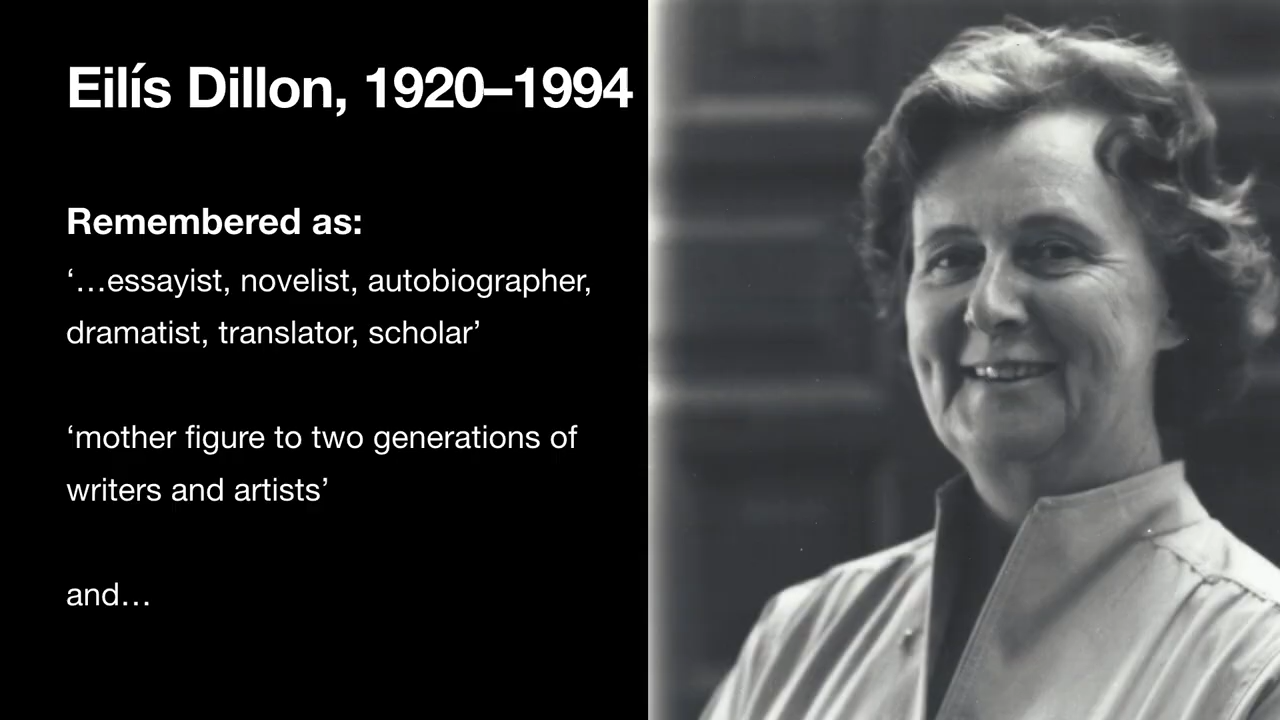 Eilís Dillon, 1920–1994
Remembered as:
‘…essayist, novelist, autobiographer,
dramatist, translator, scholar’
‘mother figure to two generations of
writers and artists’
and…